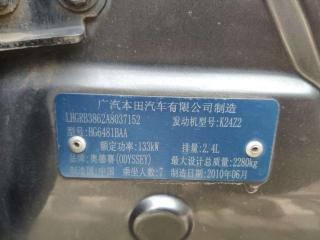 广汽本田汽车有限公司制造
LHGRB3862A8037152 发动机型号:K24Z2
型号:HG6481BAA
额定功率:133kW 排量:2.4L
品牌:奥德赛(ODYSSEY) 最大设计总质量:2280kg
制造国:中国 乘坐人数:7 制造日期:2010年06月